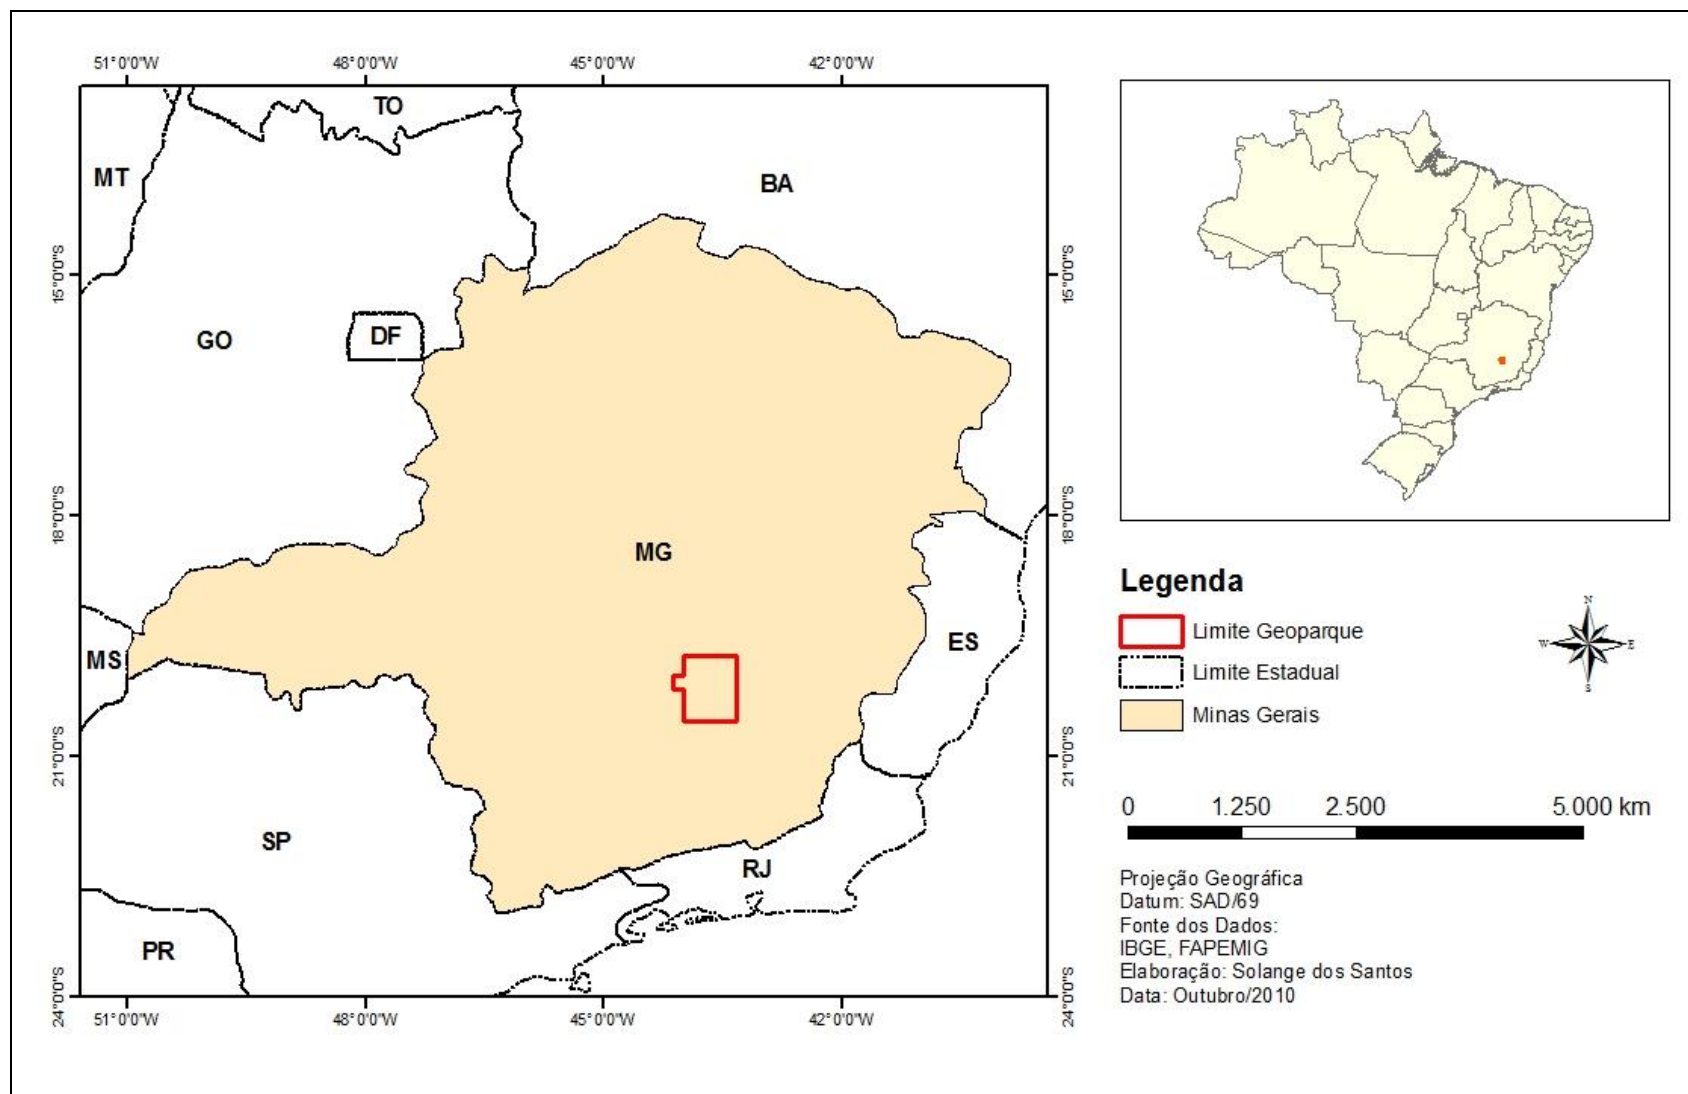 51°0'0"W 48°0'0"W 45°0'0"W 42°0'0"W
TO
MT
BA
15°0'0"S 15°0'0"S
GO
DF
18°0'0"S 18°0'0"S
MG
ES
MS
21°0'0"S 21°0'0"S
SP
RJ
PR
24°0'0"S 24°0'0"S
51°0'0"W 48°0'0"W 45°0'0"W 42°0'0"W
Legenda
Limite Geoparque
Limite Estadual
Minas Gerais
N
W E
S
0 1.250 2.500 5.000 km
Projeção Geográfica
Datum: SAD/69
Fonte dos Dados:
IBGE, FAPEMIG
Elaboração: Solange dos Santos
Data: Outubro/2010